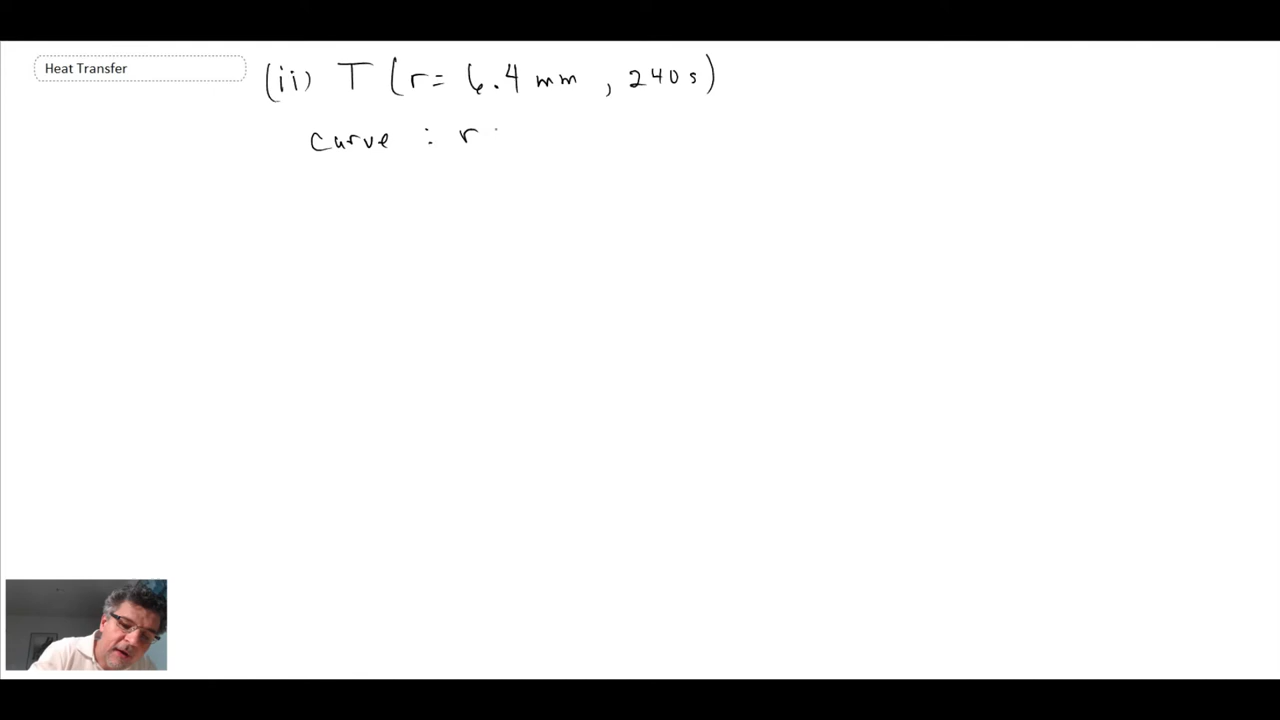 Heat Transfer
(ii) T (r= 6.4 mm , 240 s)
curve : r